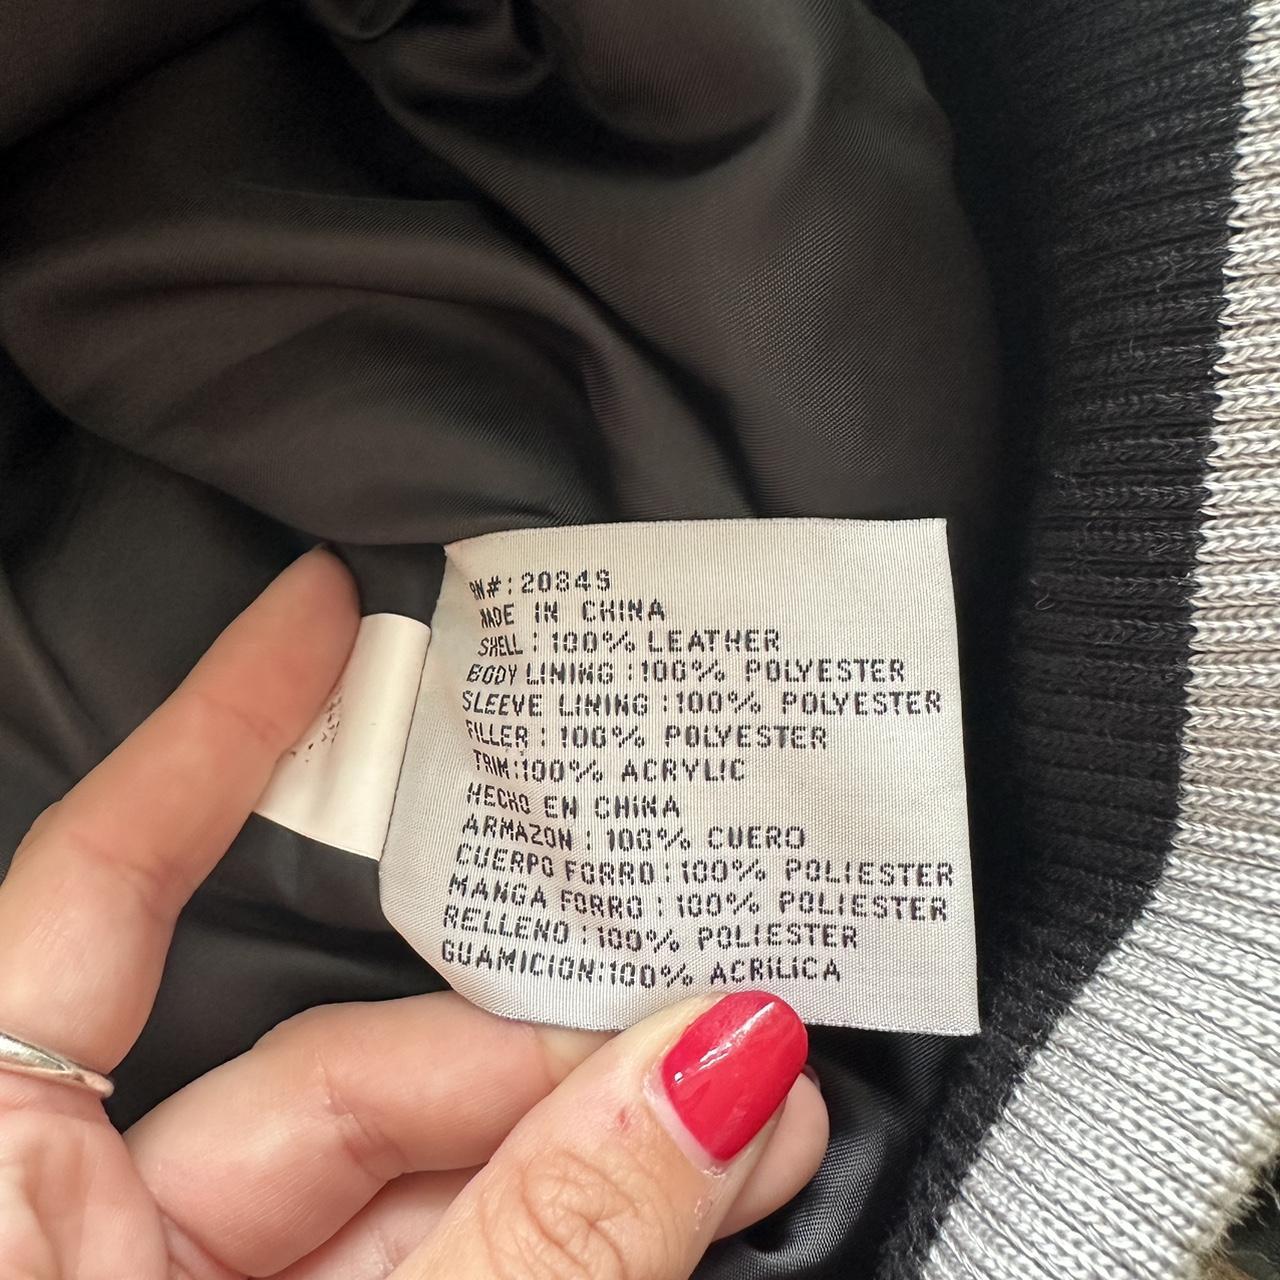 RN#: 20849
MADE IN CHINA
SHELL: 100% LEATHER
BODY LINING: 100% POLYESTER
SLEEVE LINING: 100% POLYESTER
FILLER: 100% POLYESTER
TRIM: 100% ACRYLIC
HECHO EN CHINA
ARMAZON: 100% CUERO
CUERPO FORRO: 100% POLIESTER
MANGA FORRO: 100% POLIESTER
RELLENO: 100% POLIESTER
GUAMICION: 100% ACRILICA